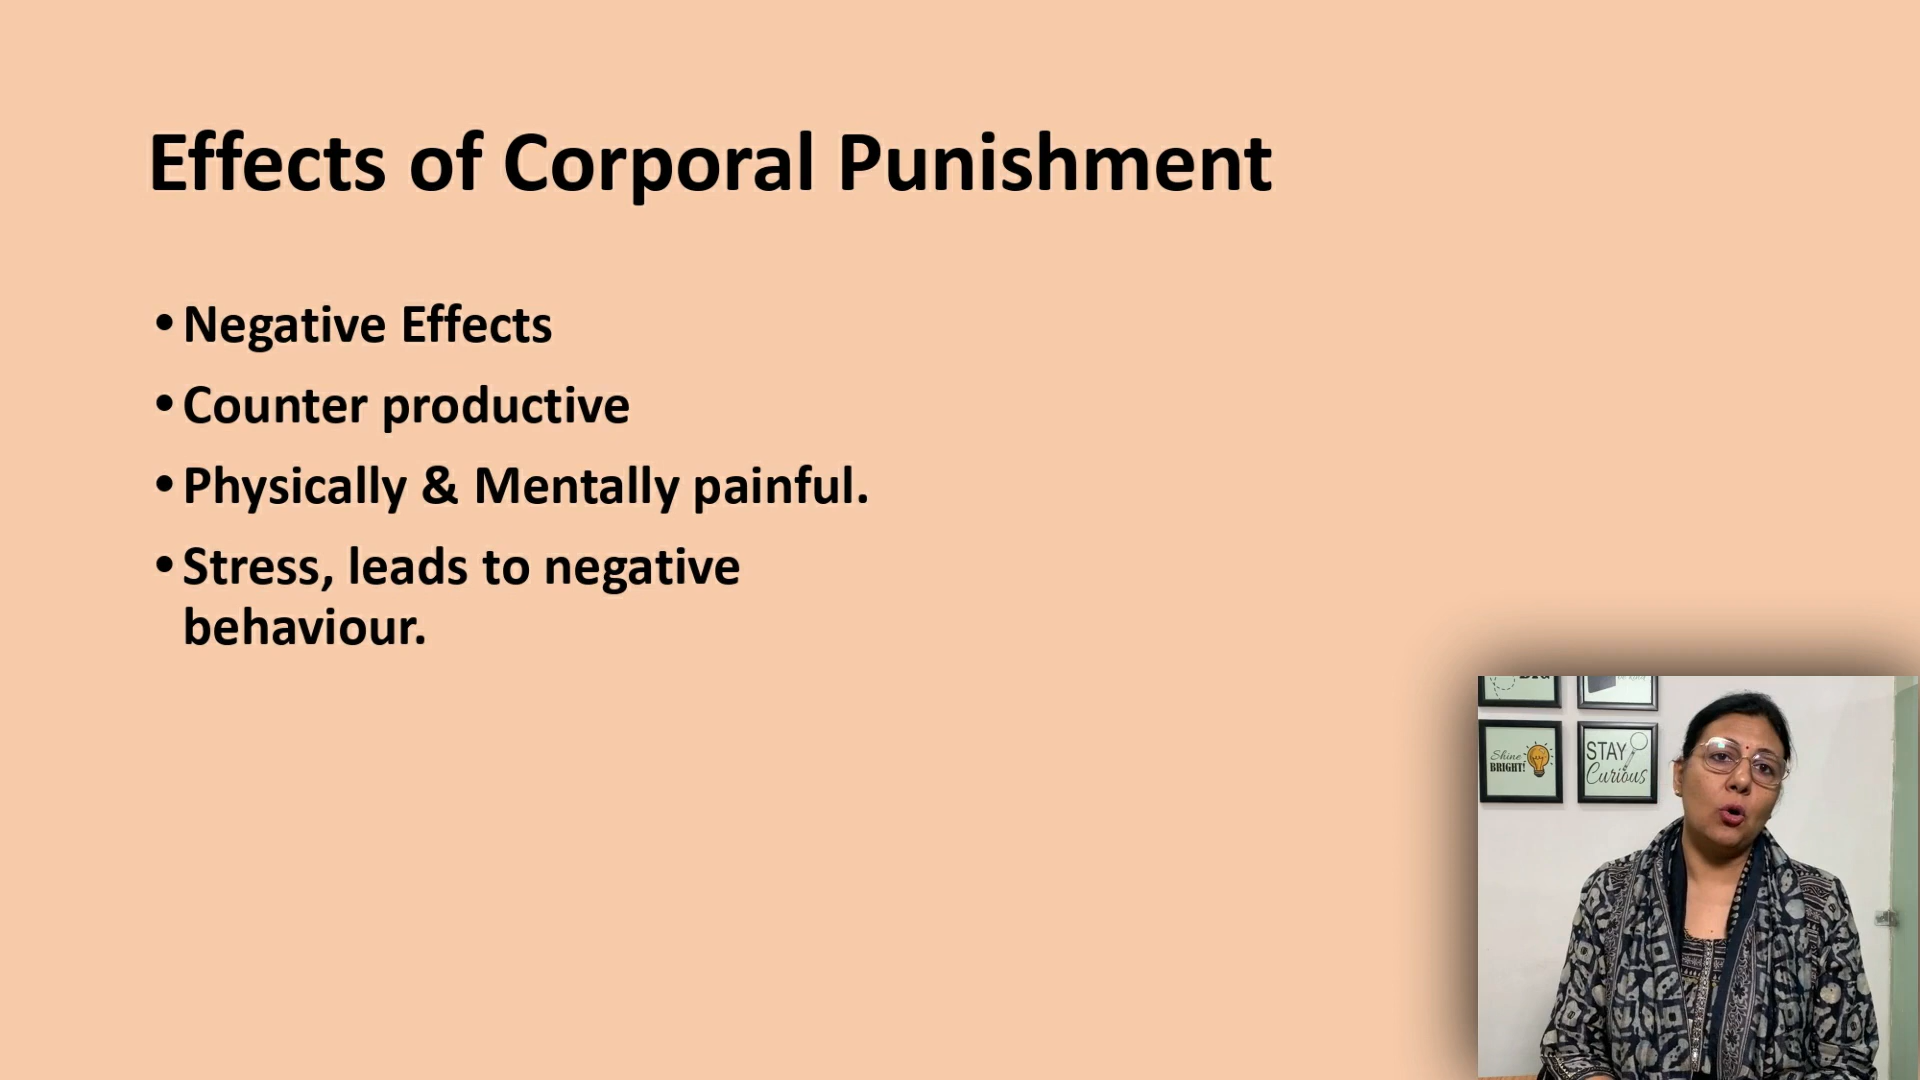 Effects of Corporal Punishment
• Negative Effects
• Counter productive
• Physically & Mentally painful.
• Stress, leads to negative
behaviour.
Shine
BRIGHT!
STAY
Curious